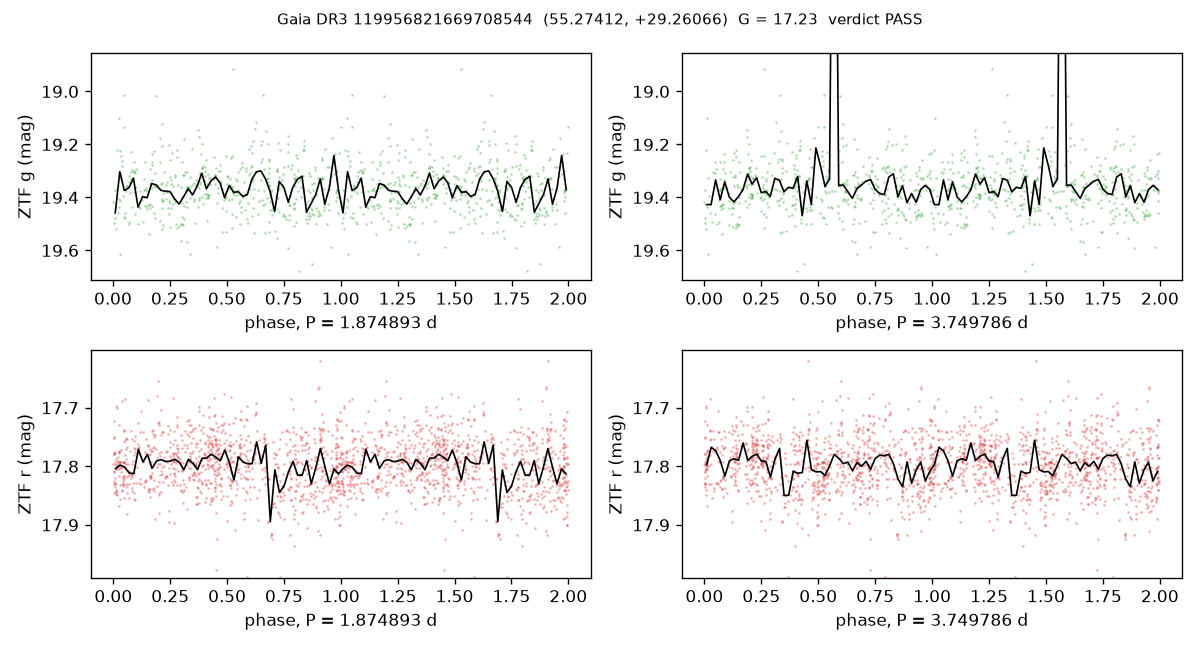 Gaia DR3 119956821669708544  (55.27412, +29.26066)  G = 17.23  verdict PASS
ZTF g (mag)
19.0
19.2
19.4
19.6
0.00 0.25 0.50 0.75 1.00 1.25 1.50 1.75 2.00
phase, P = 1.874893 d
ZTF g (mag)
19.0
19.2
19.4
19.6
0.00 0.25 0.50 0.75 1.00 1.25 1.50 1.75 2.00
phase, P = 3.749786 d
ZTF r (mag)
17.7
17.8
17.9
0.00 0.25 0.50 0.75 1.00 1.25 1.50 1.75 2.00
phase, P = 1.874893 d
ZTF r (mag)
17.7
17.8
17.9
0.00 0.25 0.50 0.75 1.00 1.25 1.50 1.75 2.00
phase, P = 3.749786 d